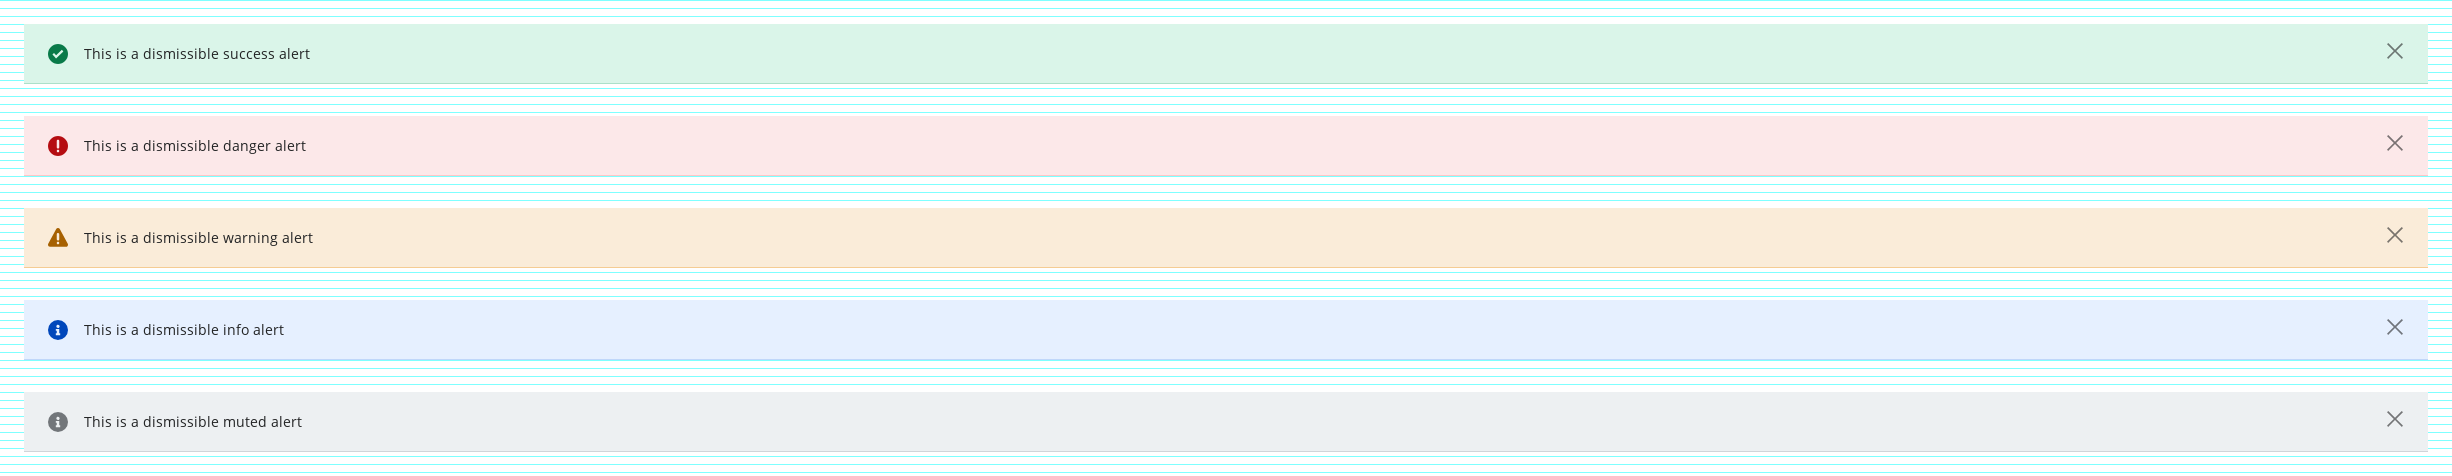 This is a dismissible success alert
This is a dismissible danger alert
This is a dismissible warning alert
This is a dismissible info alert
This is a dismissible muted alert